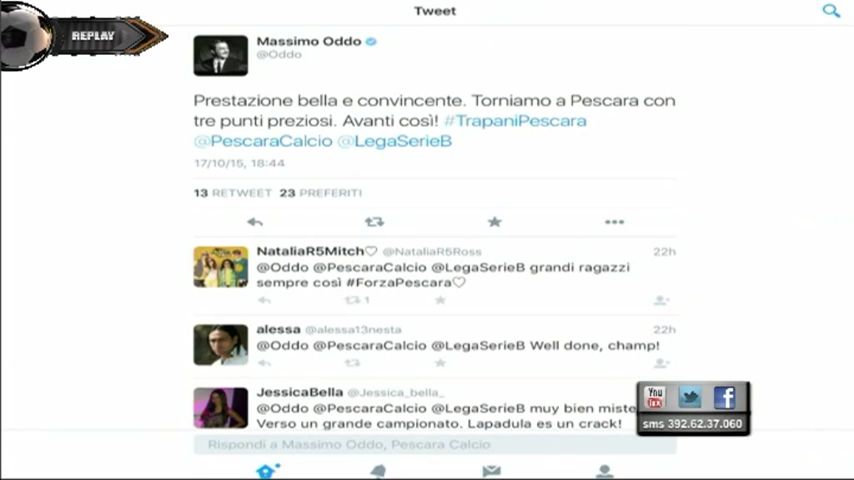 Tweet
REPLAY
Massimo Oddo
@Oddo
Prestazione bella e convincente. Torniamo a Pescara con
tre punti preziosi. Avanti così! #TrapaniPescara
@PescaraCalcio @LegaSerieB
17/10/15, 18:44
13 RETWEET 23 PREFERITI
NataliaR5Mitch♡ @NataliaR5Ross 22h
@Oddo @PescaraCalcio @LegaSerieB grandi ragazzi
sempre così #ForzaPescara♡
1
alessa @alessa13nesta 22h
@Oddo @PescaraCalcio @LegaSerieB Well done, champ!
JessicaBella @Jessica_bella_
@Oddo @PescaraCalcio @LegaSerieB muy bien miste
Verso un grande campionato. Lapadula es un crack!
You
f
sms 392.62.37.060
Rispondi a Massimo Oddo, Pescara Calcio